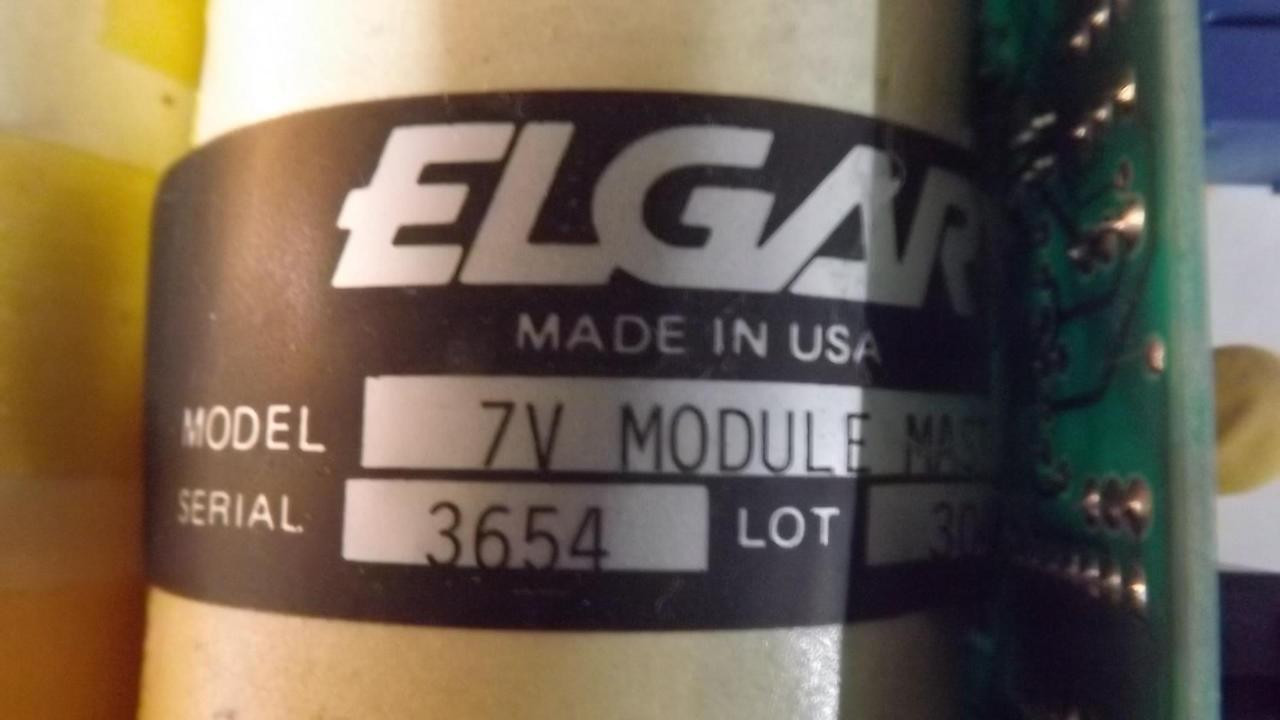 ELGAR
MADE IN USA
MODEL 7V MODULE
SERIAL 3654 LOT